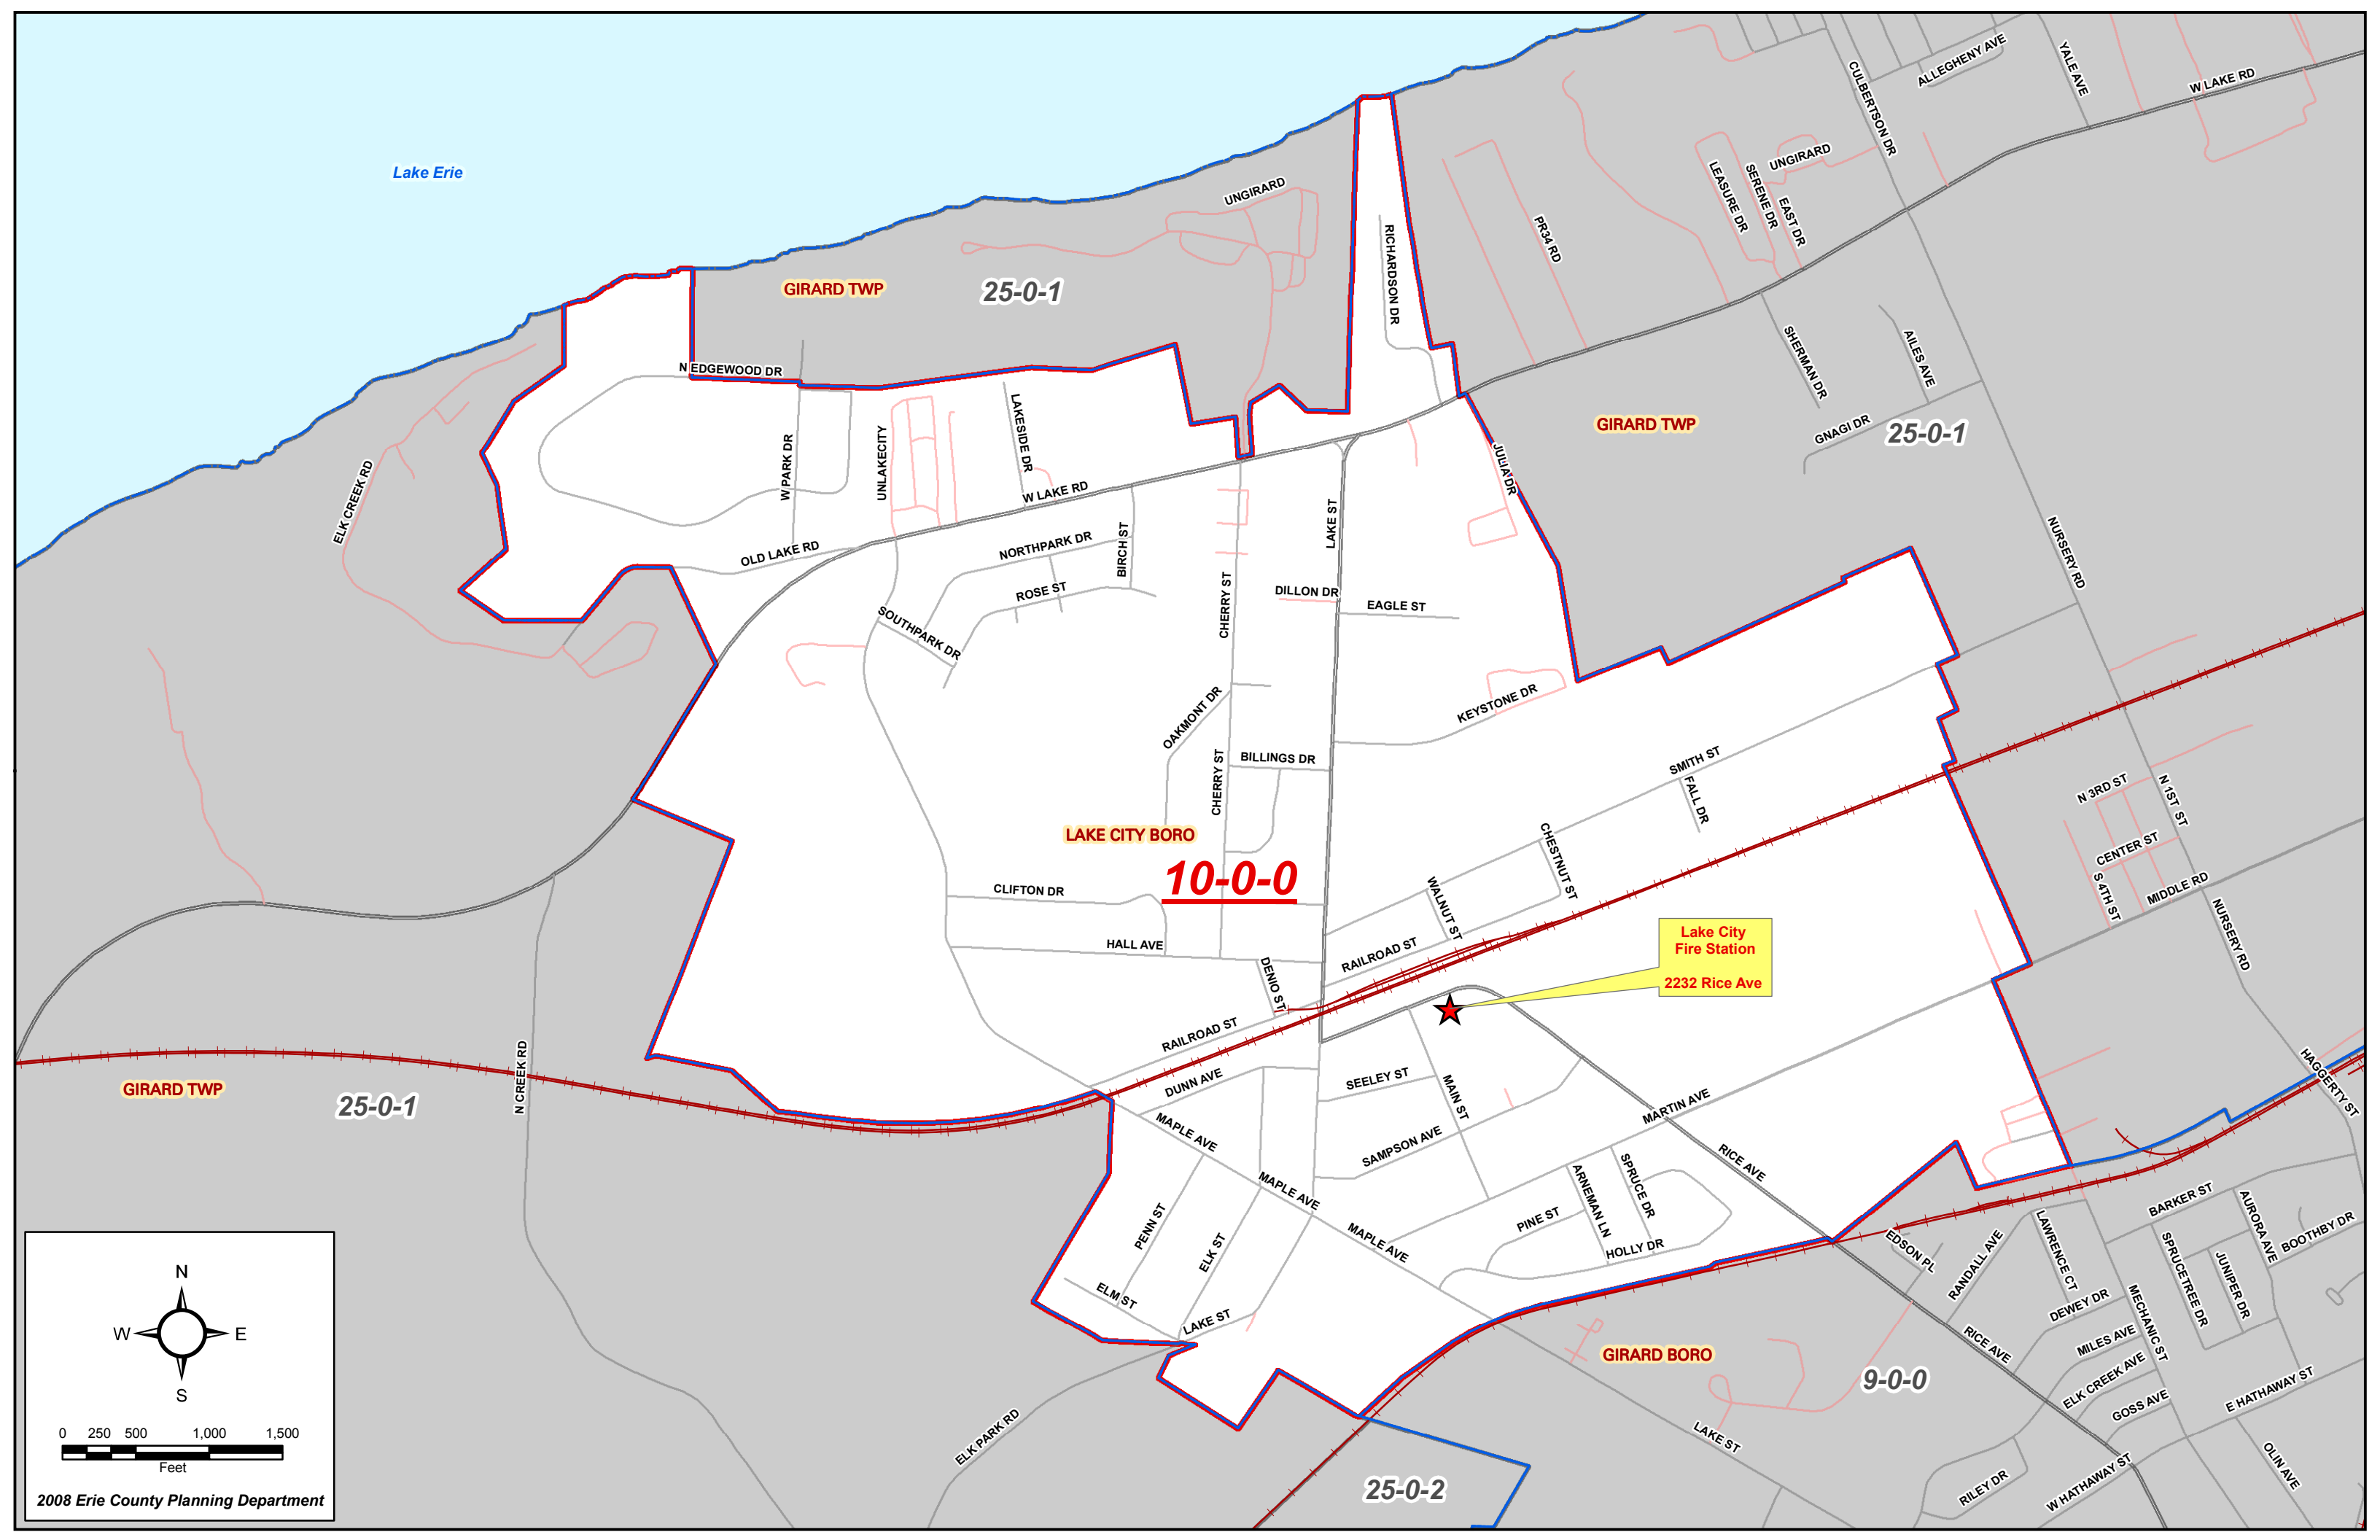 ALLEGHENY AVE
YALE AVE
W LAKE RD
CULBERTSON DR
Lake Erie
UNGIRARD
UNGIRARD
LEASURE DR
SERENE DR
EAST DR
PR34 RD
RICHARDSON DR
GIRARD TWP
25-0-1
N EDGEWOOD DR
SHERMAN DR
AILES AVE
GNAGI DR
GIRARD TWP
25-0-1
LAKESIDE DR
W PARK DR
UNLAKECITY
ELK CREEK RD
W LAKE RD
JULIA DR
LAKE ST
OLD LAKE RD
NORTHPARK DR
BIRCH ST
ROSE ST
SOUTHPARK DR
CHERRY ST
DILLON DR
EAGLE ST
NURSERY RD
OAKMONT DR
KEYSTONE DR
CHERRY ST
BILLINGS DR
SMITH ST
FALL DR
N 3RD ST
N 1ST ST
CENTER ST
S 4TH ST
MIDDLE RD
NURSERY RD
LAKE CITY BORO
10-0-0
CLIFTON DR
HALL AVE
CHESTNUT ST
WALNUT ST
RAILROAD ST
DENIO ST
Lake City
Fire Station
2232 Rice Ave
RAILROAD ST
DUNN AVE
SEELEY ST
MAIN ST
MARTIN AVE
HAGGERTY ST
N CREEK RD
GIRARD TWP
25-0-1
MAPLE AVE
SAMPSON AVE
RICE AVE
MAPLE AVE
ARNEMAN LN
SPRUCE DR
PENN ST
ELK ST
MAPLE AVE
PINE ST
HOLLY DR
EDSON PL
RANDALL AVE
LAWRENCE CT
BARKER ST
AURORA AVE
BOOTHBY DR
SPRUCETREE DR
JUNIPER DR
ELM ST
LAKE ST
DEWEY DR
MECHANIC ST
RICE AVE
MILES AVE
ELK CREEK AVE
GOSS AVE
E HATHAWAY ST
GIRARD BORO
9-0-0
LAKE ST
ELK PARK RD
25-0-2
RILEY DR
W HATHAWAY ST
OLIN AVE
N
W
E
S
0 250 500 1,000 1,500
Feet
2008 Erie County Planning Department